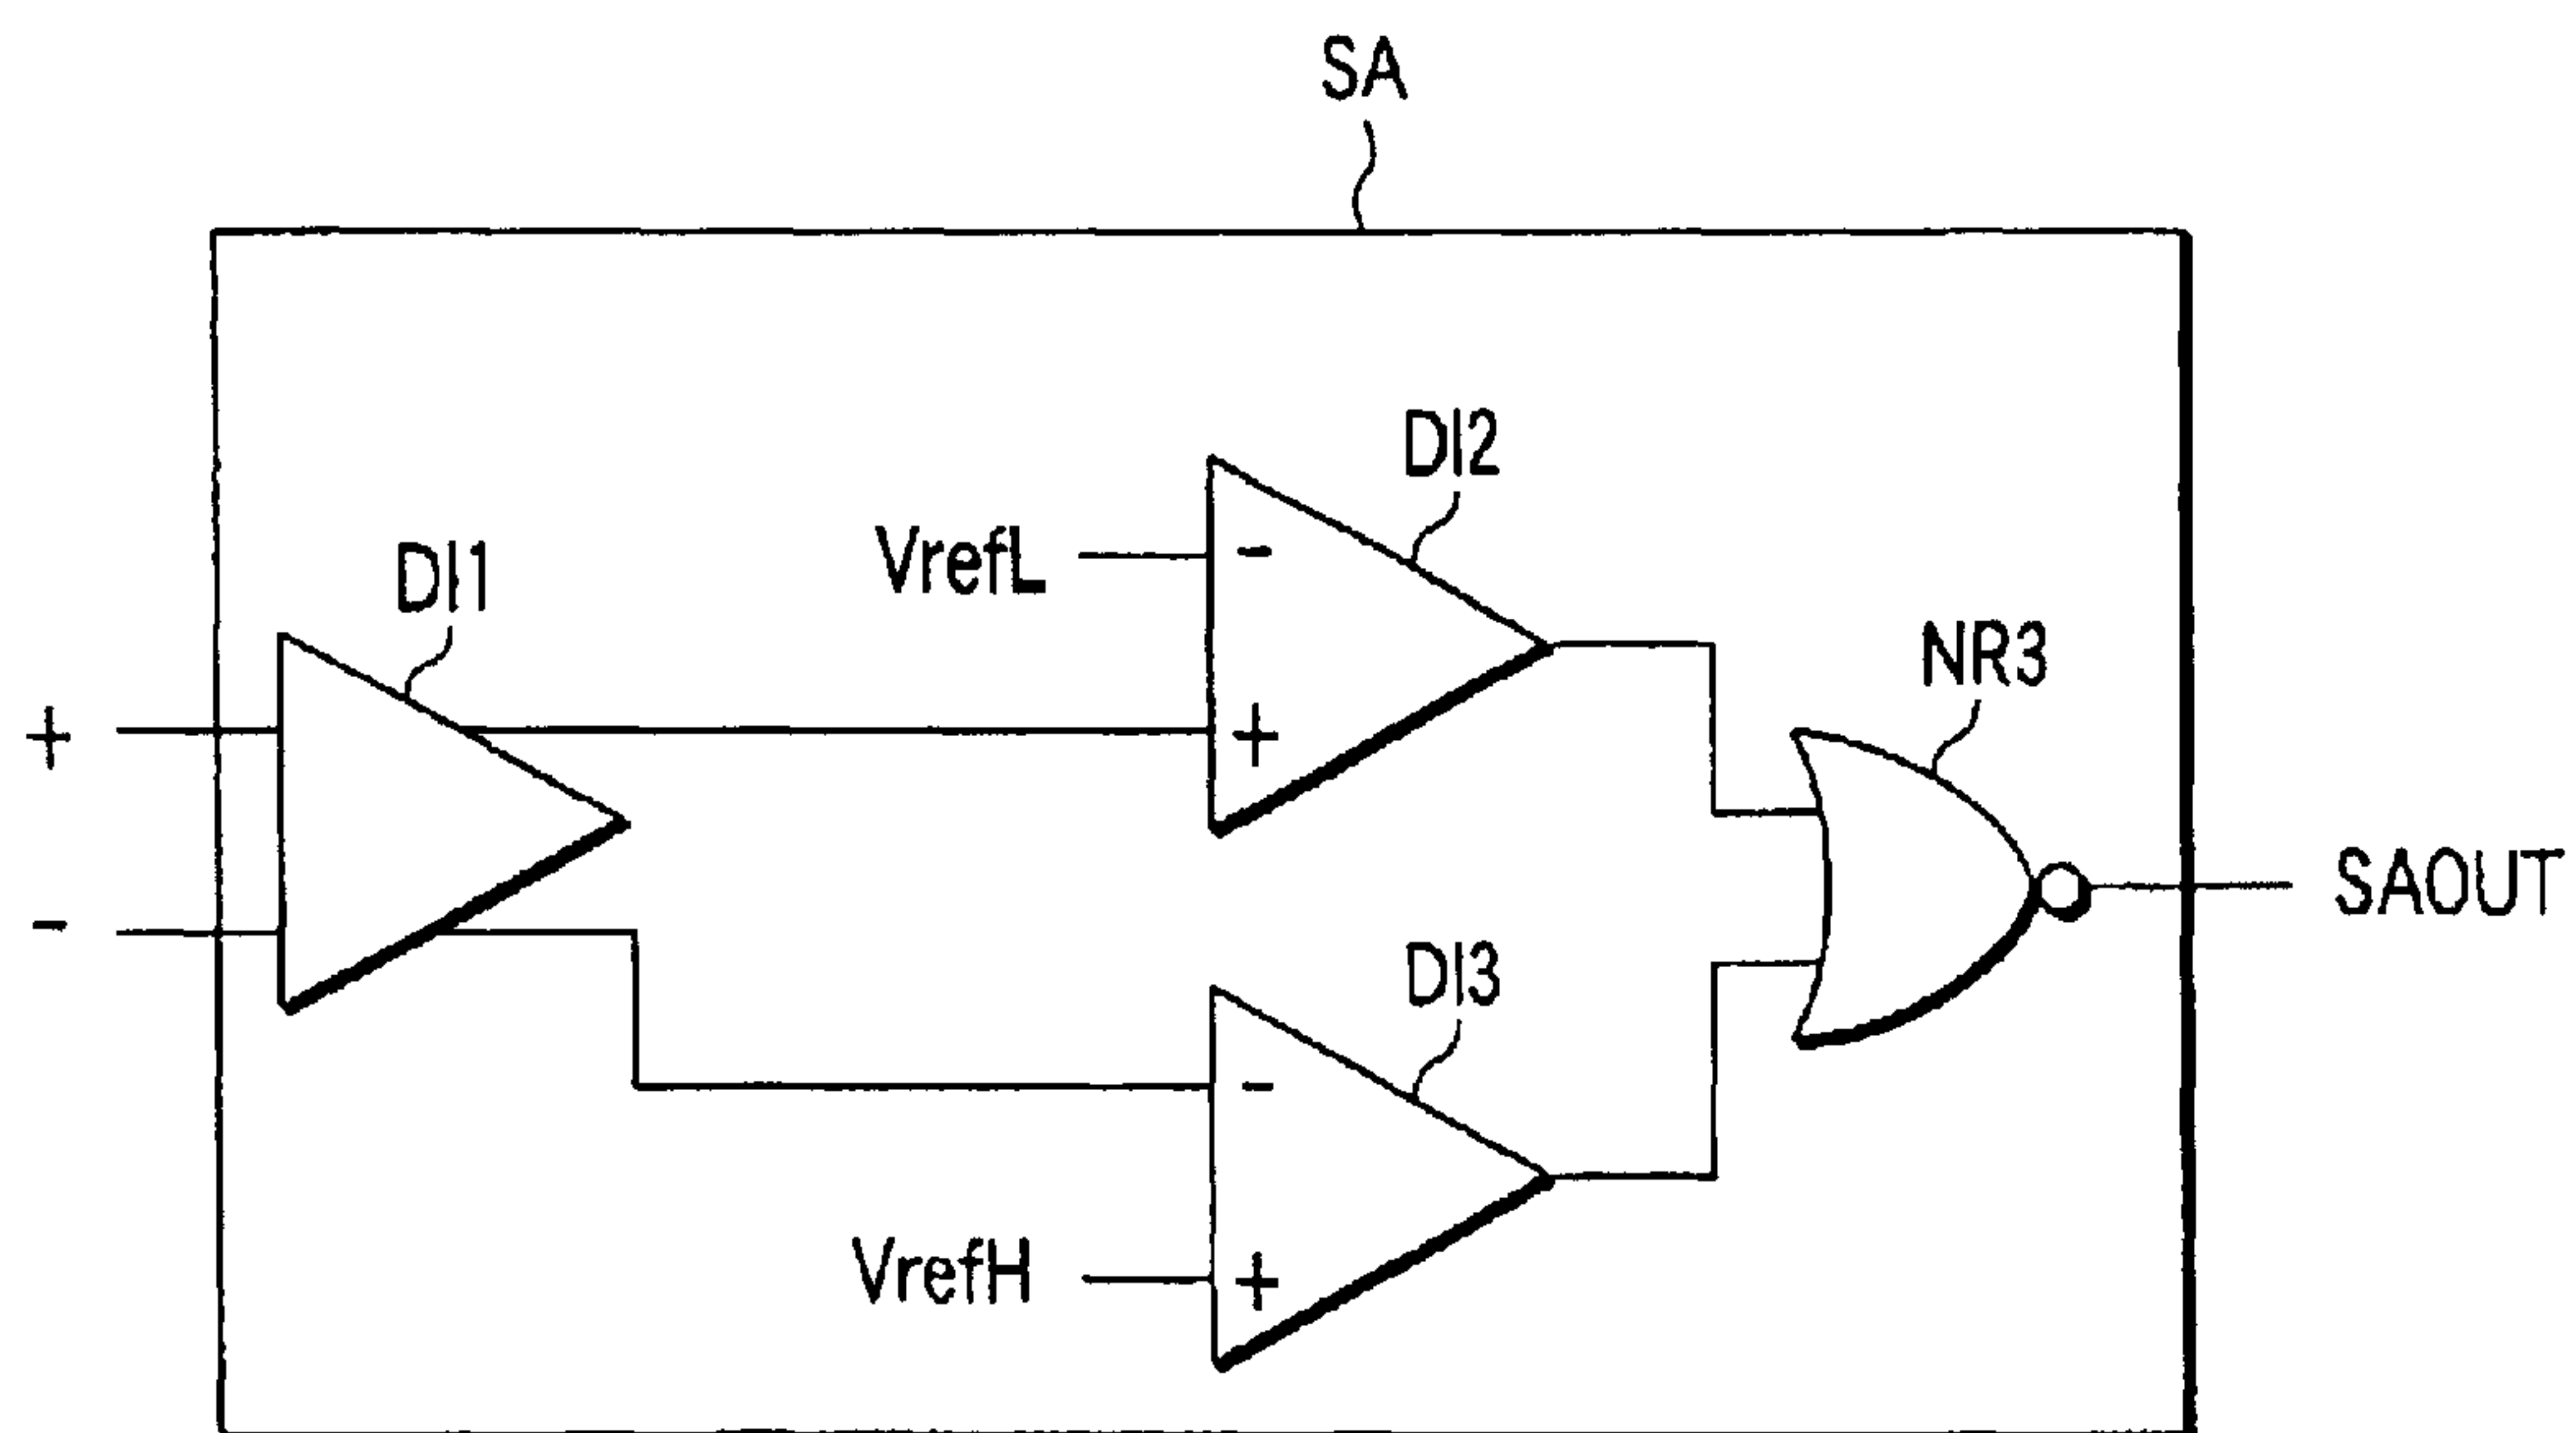 SA
DI2
VrefL
-
DI1
NR3
+
+
-
SAOUT
DI3
-
VrefH
+